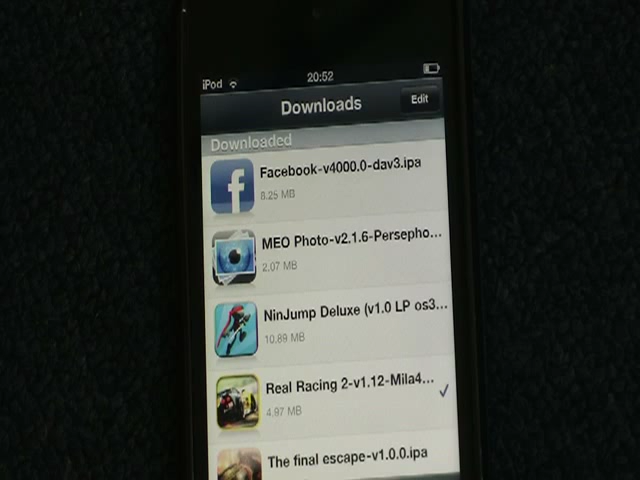 iPod 20:52
Downloads Edit
Downloaded
Facebook-v4000.0-dav3.ipa
8.25 MB
MEO Photo-v2.1.6-Persepho...
2.07 MB
NinJump Deluxe (v1.0 LP os3...
10.89 MB
Real Racing 2-v1.12-Mila4...
4.97 MB
The final escape-v1.0.0.ipa